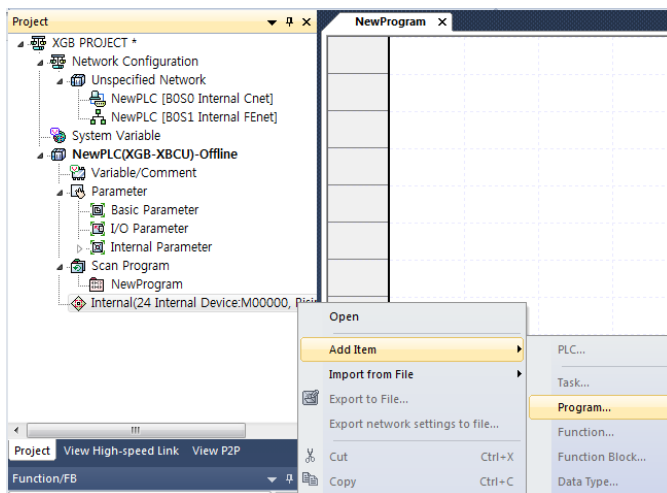 Project
NewProgram
XGB PROJECT *
Network Configuration
Unspecified Network
NewPLC [B0S0 Internal Cnet]
NewPLC [B0S1 Internal FEnet]
System Variable
NewPLC(XGB-XBCU)-Offline
Variable/Comment
Parameter
Basic Parameter
I/O Parameter
Internal Parameter
Scan Program
NewProgram
Internal(24 Internal Device:M00000,
Open
Add Item
Import from File
Export to File...
Export network settings to file...
Cut Ctrl+X
Copy Ctrl+C
PLC...
Task...
Program...
Function...
Function Block...
Data Type...
Project View High-speed Link View P2P
Function/FB